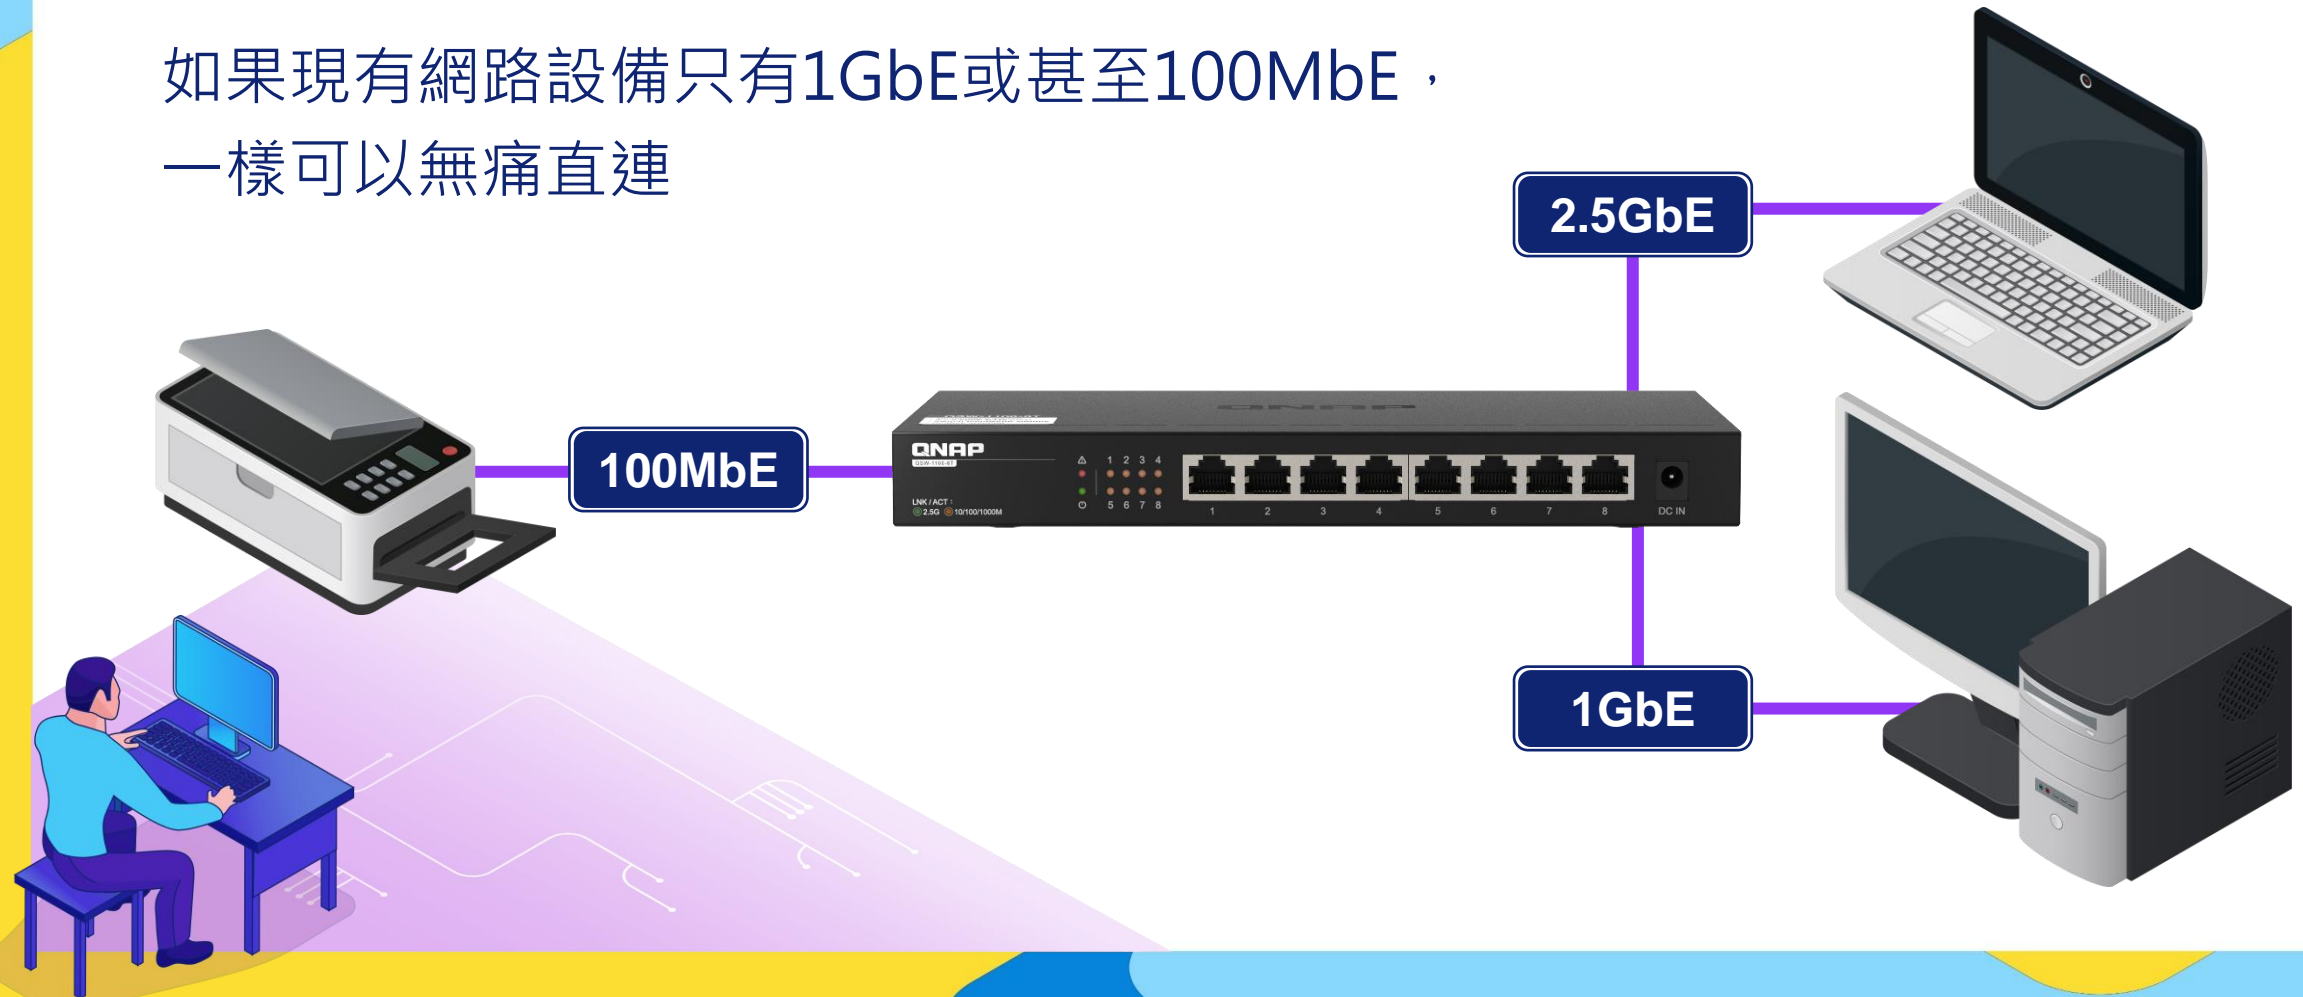 如果現有網路設備只有1GbE或甚至100MbE，
一樣可以無痛直連
2.5GbE
100MbE
QNAP
QSW-1108-8T
LNK / ACT :
2.5G 10/100/1000M
1 2 3 4
5 6 7 8
1 2 3 4 5 6 7 8
DC IN
1GbE